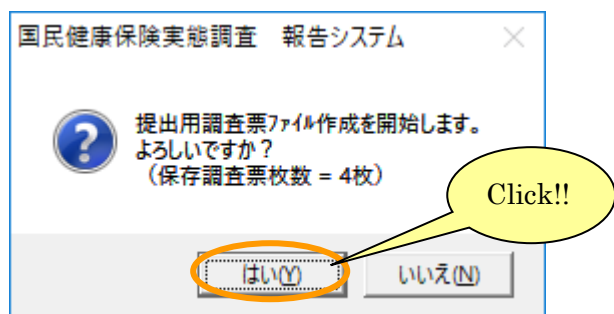 国民健康保険実態調査　報告システム
提出用調査票ﾌｧｲﾙ作成を開始します。
よろしいですか？
（保存調査票枚数 = 4枚）
Click!!
はい(Y)
いいえ(N)